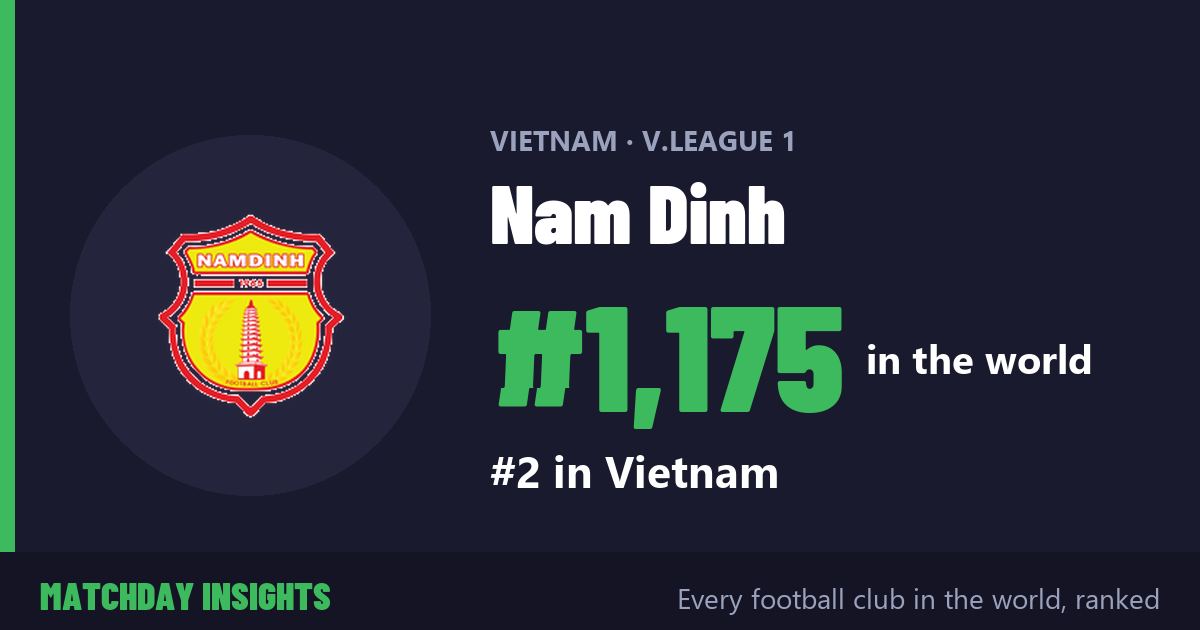 VIETNAM · V.LEAGUE 1
Nam Dinh
NAMDINH
1965
FOOTBALL CLUB
#1,175 in the world
#2 in Vietnam
MATCHDAY INSIGHTS
Every football club in the world, ranked